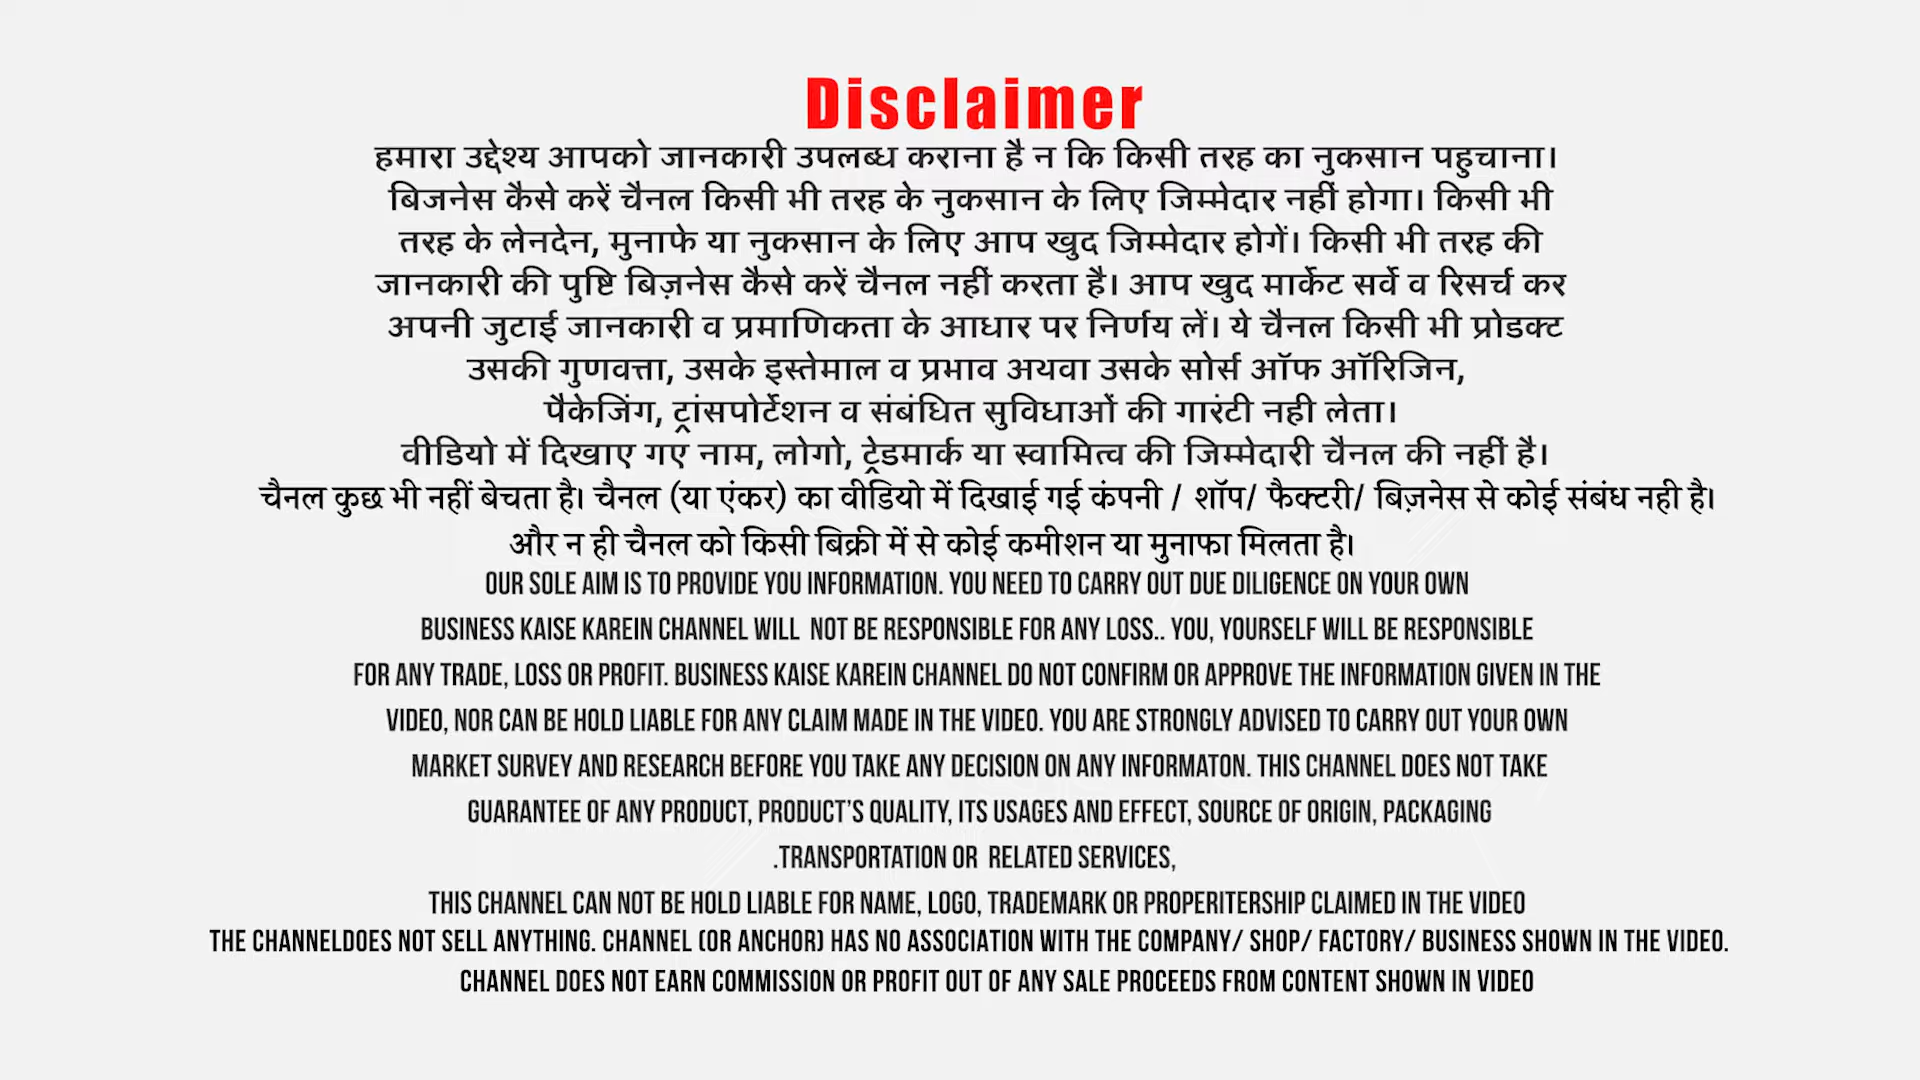 Disclaimer
हमारा उद्देश्य आपको जानकारी उपलब्ध कराना है न कि किसी तरह का नुकसान पहुचाना।
बिजनेस कैसे करें चैनल किसी भी तरह के नुकसान के लिए जिम्मेदार नहीं होगा। किसी भी
तरह के लेनदेन, मुनाफे या नुकसान के लिए आप खुद जिम्मेदार होगें। किसी भी तरह की
जानकारी की पुष्टि बिज़नेस कैसे करें चैनल नहीं करता है। आप खुद मार्केट सर्वे व रिसर्च कर
अपनी जुटाई जानकारी व प्रमाणिकता के आधार पर निर्णय लें। ये चैनल किसी भी प्रोडक्ट
उसकी गुणवत्ता, उसके इस्तेमाल व प्रभाव अथवा उसके सोर्स ऑफ ऑरिजिन,
पैकेजिंग, ट्रांसपोर्टेशन व संबंधित सुविधाओं की गारंटी नही लेता।
वीडियो में दिखाए गए नाम, लोगो, ट्रेडमार्क या स्वामित्व की जिम्मेदारी चैनल की नहीं है।
चैनल कुछ भी नहीं बेचता है। चैनल (या एंकर) का वीडियो में दिखाई गई कंपनी / शॉप/ फैक्टरी/ बिज़नेस से कोई संबंध नही है।
और न ही चैनल को किसी बिक्री में से कोई कमीशन या मुनाफा मिलता है।
OUR SOLE AIM IS TO PROVIDE YOU INFORMATION. YOU NEED TO CARRY OUT DUE DILIGENCE ON YOUR OWN
BUSINESS KAISE KAREIN CHANNEL WILL NOT BE RESPONSIBLE FOR ANY LOSS.. YOU, YOURSELF WILL BE RESPONSIBLE
FOR ANY TRADE, LOSS OR PROFIT. BUSINESS KAISE KAREIN CHANNEL DO NOT CONFIRM OR APPROVE THE INFORMATION GIVEN IN THE
VIDEO, NOR CAN BE HOLD LIABLE FOR ANY CLAIM MADE IN THE VIDEO. YOU ARE STRONGLY ADVISED TO CARRY OUT YOUR OWN
MARKET SURVEY AND RESEARCH BEFORE YOU TAKE ANY DECISION ON ANY INFORMATON. THIS CHANNEL DOES NOT TAKE
GUARANTEE OF ANY PRODUCT, PRODUCT'S QUALITY, ITS USAGES AND EFFECT, SOURCE OF ORIGIN, PACKAGING
.TRANSPORTATION OR RELATED SERVICES,
THIS CHANNEL CAN NOT BE HOLD LIABLE FOR NAME, LOGO, TRADEMARK OR PROPERITERSHIP CLAIMED IN THE VIDEO
THE CHANNELDOES NOT SELL ANYTHING. CHANNEL (OR ANCHOR) HAS NO ASSOCIATION WITH THE COMPANY/ SHOP/ FACTORY/ BUSINESS SHOWN IN THE VIDEO.
CHANNEL DOES NOT EARN COMMISSION OR PROFIT OUT OF ANY SALE PROCEEDS FROM CONTENT SHOWN IN VIDEO